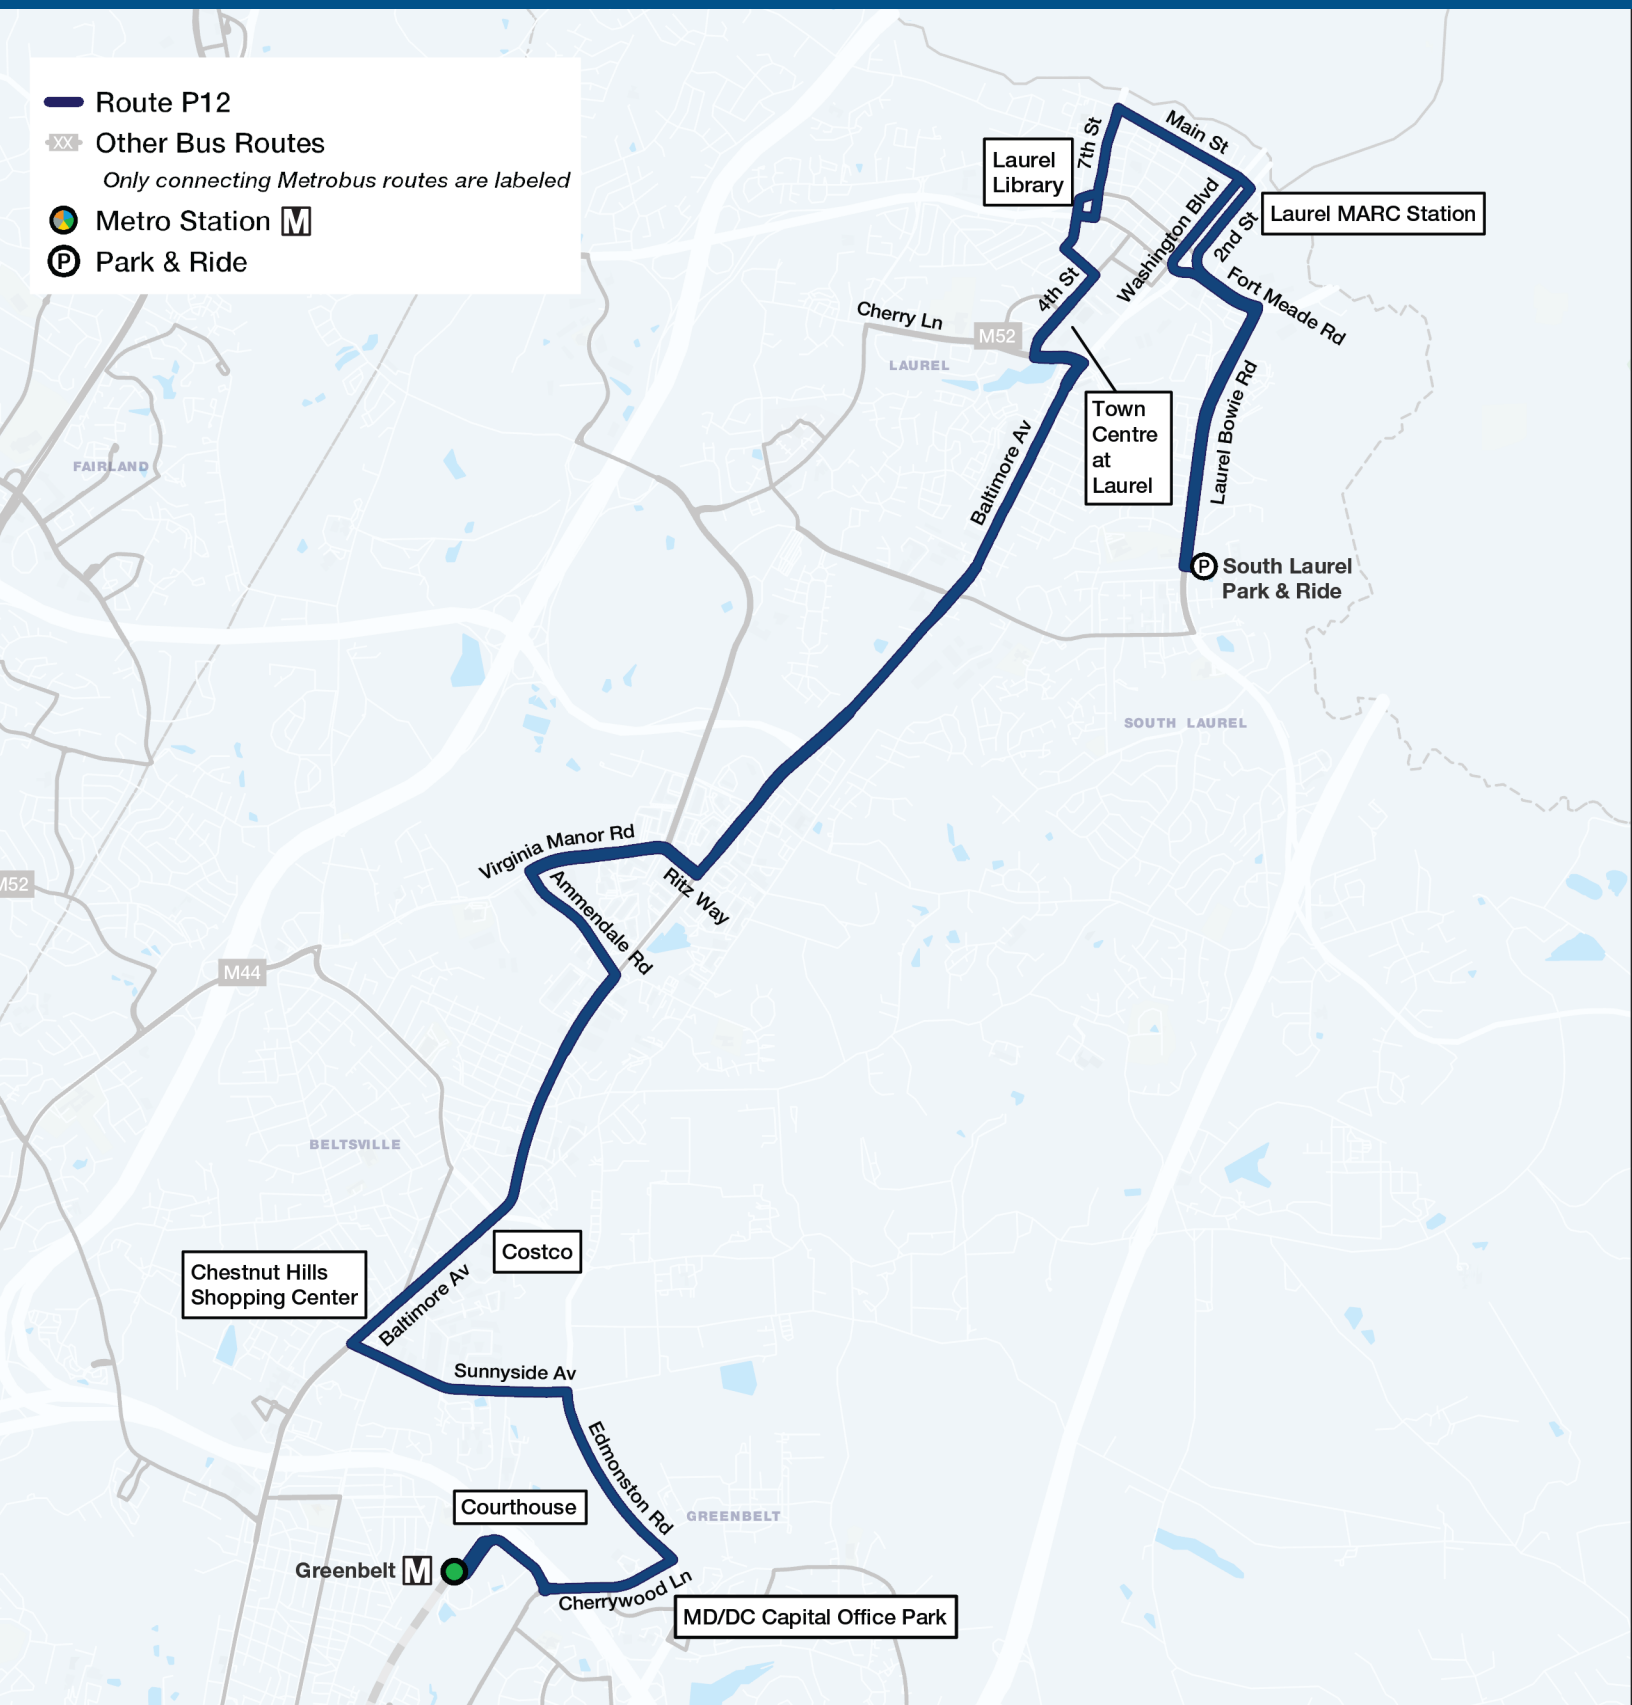 Route P12
XX
Other Bus Routes
Only connecting Metrobus routes are labeled
Metro Station M
P
Park & Ride
7th St
Main St
Laurel
Library
Washington Blvd
2nd St
Laurel MARC Station
4th St
Fort Meade Rd
Cherry Ln
M52
LAUREL
Laurel Bowie Rd
Town
Centre
at
Laurel
Baltimore Av
FAIRLAND
P
South Laurel
Park & Ride
SOUTH LAUREL
Virginia Manor Rd
Ritz Way
Ammendale Rd
M52
M44
BELTSVILLE
Costco
Chestnut Hills
Shopping Center
Baltimore Av
Sunnyside Av
Edmonston Rd
Courthouse
GREENBELT
Greenbelt M
Cherrywood Ln
MD/DC Capital Office Park